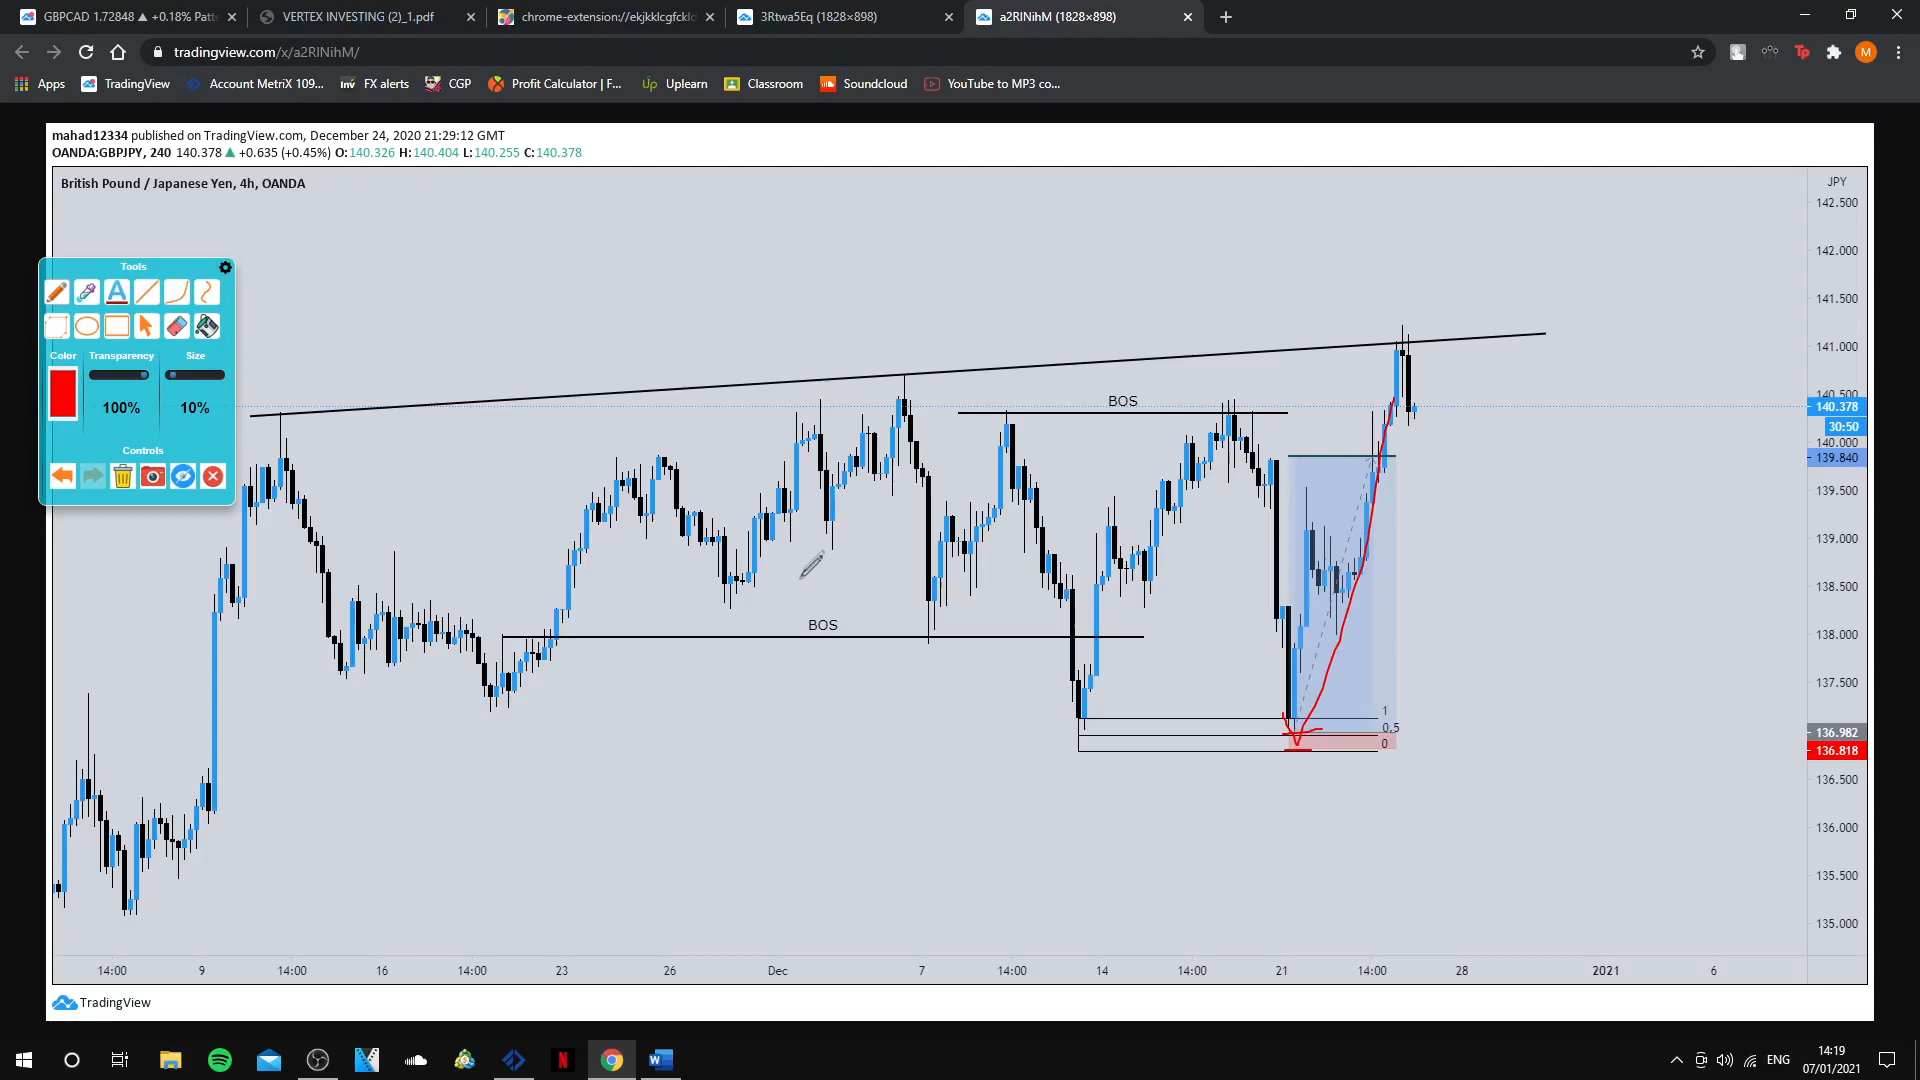 GBPCAD 1.72848 ▲ +0.18% Patte
VERTEX INVESTING (2)_1.pdf
chrome-extension://ekjkklcgfckld
3Rtwa5Eq (1828×898)
a2RINihM (1828×898)
tradingview.com/x/a2RINihM/
M
Apps
TradingView
Account MetriX 109...
FX alerts
CGP
Profit Calculator | F...
Uplearn
Classroom
Soundcloud
YouTube to MP3 co...
mahad12334 published on TradingView.com, December 24, 2020 21:29:12 GMT
OANDA:GBPJPY, 240 140.378 ▲ +0.635 (+0.45%) O:140.326 H:140.404 L:140.255 C:140.378
British Pound / Japanese Yen, 4h, OANDA
JPY
142.500
142.000
141.500
141.000
140.500
140.378
30:50
140.000
139.840
139.500
139.000
138.500
138.000
137.500
136.982
136.818
136.500
136.000
135.500
135.000
Tools
Color
Transparency
Size
100%
10%
Controls
BOS
BOS
1
0.5
0
14:00
9
14:00
16
14:00
23
26
Dec
7
14:00
14
14:00
21
14:00
28
2021
6
TradingView
ENG
14:19
07/01/2021